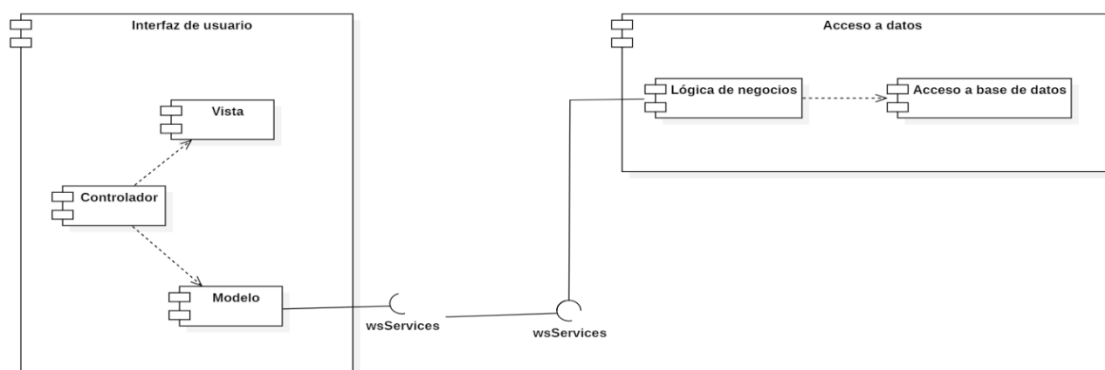 Interfaz de usuario
Acceso a datos
Lógica de negocios
Acceso a base de datos
Vista
Controlador
Modelo
wsServices
wsServices